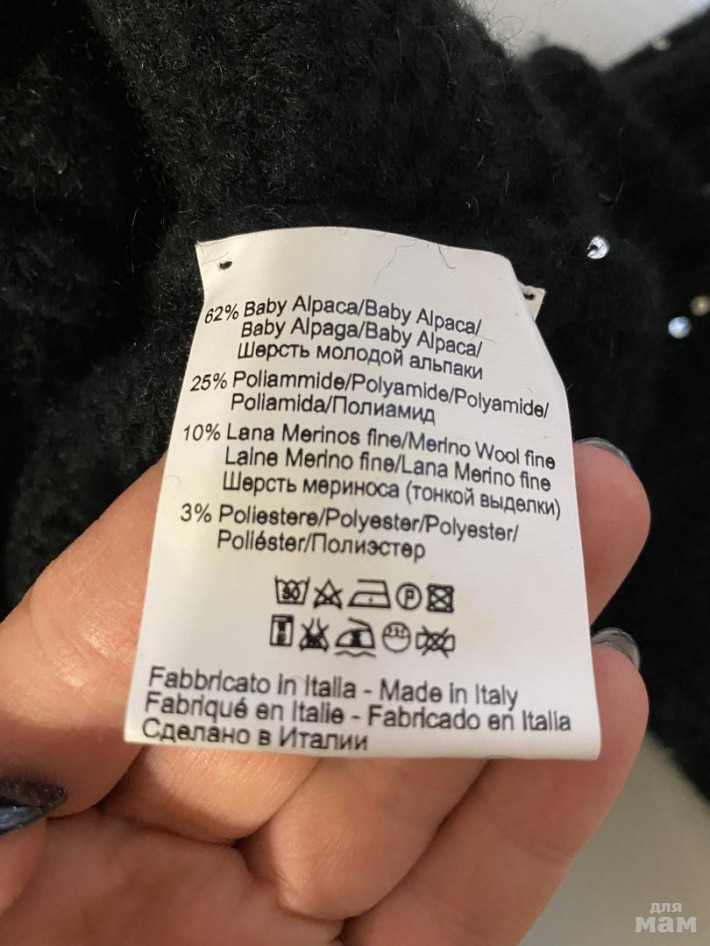 62% Baby Alpaca/Baby Alpaca/
Baby Alpaga/Baby Alpaca/
Шерсть молодой альпаки
25% Poliammide/Polyamide/Polyamide/
Poliamida/Полиамид
10% Lana Merinos fine/Merino Wool fine
Laine Merino fine/Lana Merino fine
Шерсть мериноса (тонкой выделки)
3% Poliestere/Polyester/Polyester/
Poliéster/Полиэстер
30 P
Fabbricato in Italia - Made in Italy
Fabriqué en Italie - Fabricado en Italia
Сделано в Италии
для
мам